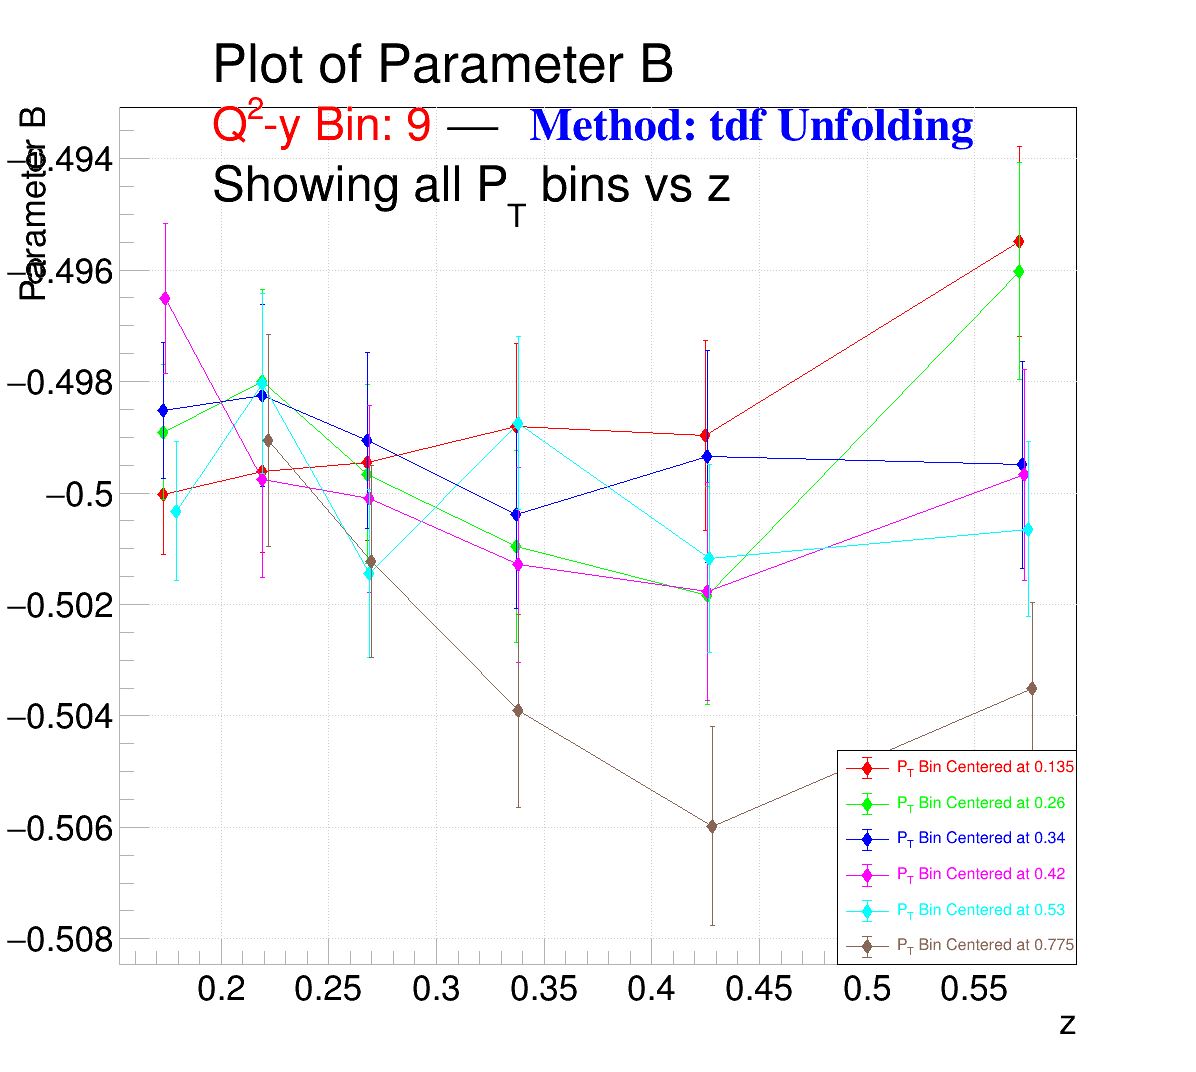 Plot of Parameter B
Q2-y Bin: 9 — Method: tdf Unfolding
Showing all PT bins vs z
Parameter B
−0.494
−0.496
−0.498
−0.5
−0.502
−0.504
−0.506
−0.508
PT Bin Centered at 0.135
PT Bin Centered at 0.26
PT Bin Centered at 0.34
PT Bin Centered at 0.42
PT Bin Centered at 0.53
PT Bin Centered at 0.775
0.2 0.25 0.3 0.35 0.4 0.45 0.5 0.55
z